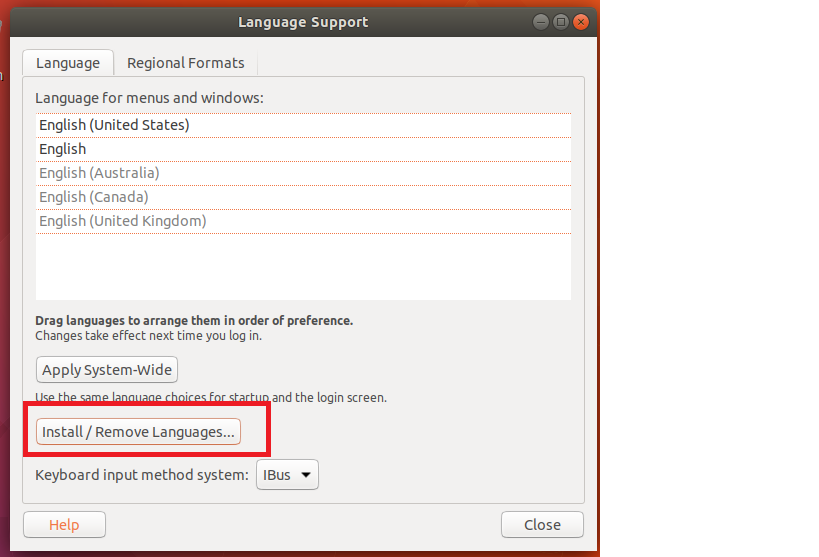 Language Support
Language Regional Formats
Language for menus and windows:
English (United States)
English
English (Australia)
English (Canada)
English (United Kingdom)
Drag languages to arrange them in order of preference.
Changes take effect next time you log in.
Apply System-Wide
Use the same language choices for startup and the login screen.
Install / Remove Languages...
Keyboard input method system: IBus
Help Close